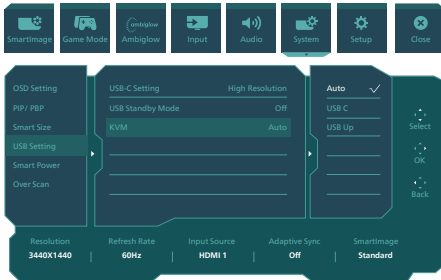 SmartImage Game Mode Ambiglow Input Audio System Setup Close
ambiglow
OSD Setting
PIP/ PBP
Smart Size
USB Setting
Smart Power
Over Scan
USB-C Setting High Resolution
USB Standby Mode Off
KVM Auto
Auto
USB C
USB Up
Select
OK
Back
Resolution Refresh Rate Input Source Adaptive Sync SmartImage
3440X1440 60Hz HDMI 1 Off Standard